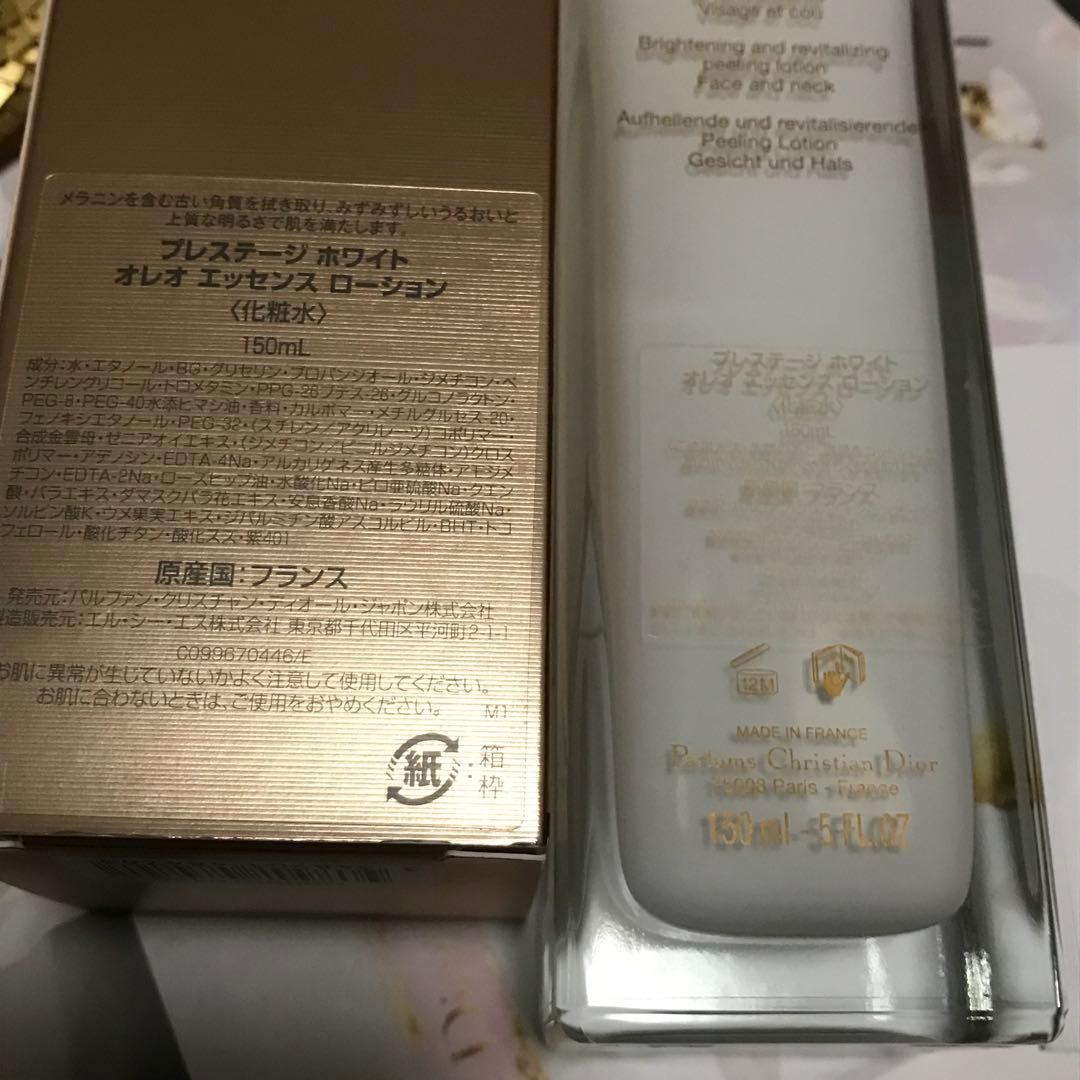 メラニンを含む古い角質を拭き取り、みずみずしいうるおいと
上質な明るさで肌を満たします。
プレステージ ホワイト
オレオ エッセンス ローション
〈化粧水〉
150mL
成分:水・エタノール・BG・グリセリン・プロパンジオール・ジメチコン・ペ
ンチレングリコール・トロメタミン・PPG-26ブテス-26・グルコノラクトン・
PEG-8・PEG-40水添ヒマシ油・香料・カルボマー・メチルグルセス-20・
フェノキシエタノール・PEG-32・(スチレン/アクリレーツ)コポリマー・
合成金雲母・ゼニアオイエキス・(ジメチコン/ビニルジメチコン)クロス
ポリマー・アデノシン・EDTA-4Na・アルカリゲネス産生多糖体・アモジメ
チコン・EDTA-2Na・ローズヒップ油・水酸化Na・ピロ亜硫酸Na・クエン
酸・バラエキス・ダマスクバラ花エキス・安息香酸Na・ラウリル硫酸Na・
ソルビン酸K・ウメ果実エキス・ジパルミチン酸アスコルビル・BHT・トコ
フェロール・酸化チタン・酸化スズ・紫401
原産国:フランス
発売元:パルファン・クリスチャン・ディオール・ジャポン株式会社
製造販売元:エル・シー・エス株式会社 東京都千代田区平河町2-1-1
C099670446/E
お肌に異常が生じていないかよく注意して使用してください。
お肌に合わないときは、ご使用をおやめください。 M1
紙:箱
枠
Visage et cou
Brightening and revitalizing
peeling lotion
Face and neck
Aufhellende und revitalisierende
Peeling Lotion
Gesicht und Hals
プレステージ ホワイト
オレオ エッセンス ローション
〈化粧水〉
150mL
原産国:フランス
12M
MADE IN FRANCE
Parfums Christian Dior
Paris - France
150 ml - 5 FL.OZ